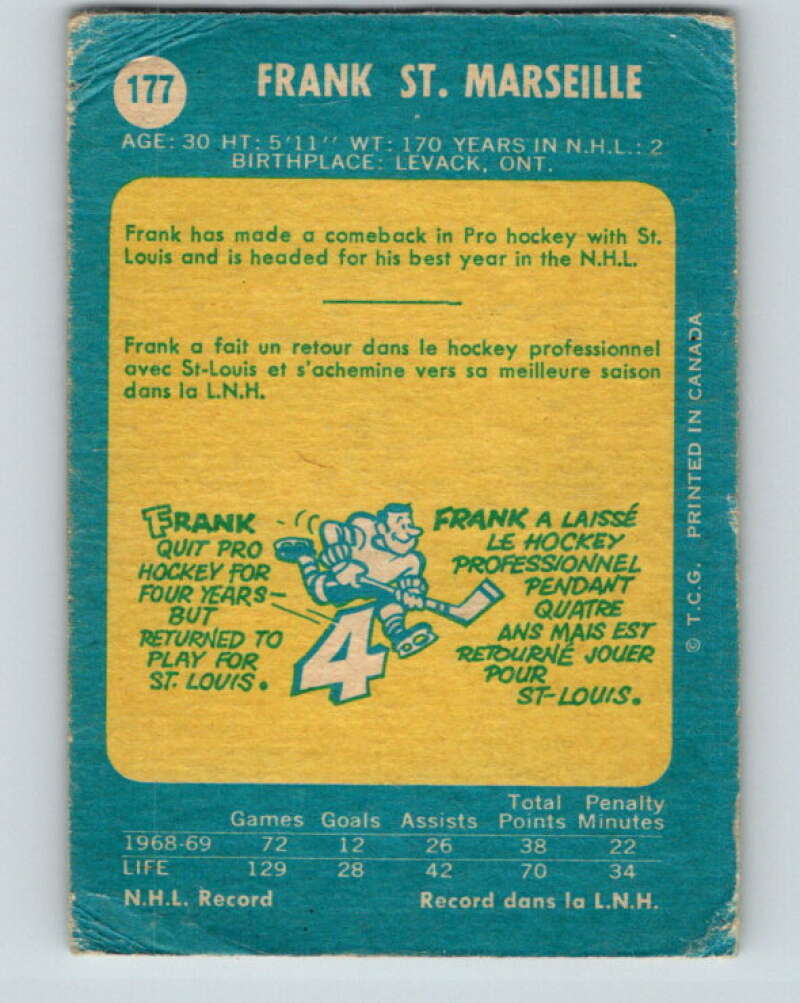 177
FRANK ST. MARSEILLE
AGE: 30 HT: 5'11'' WT: 170 YEARS IN N.H.L.: 2
BIRTHPLACE: LEVACK, ONT.
Frank has made a comeback in Pro hockey with St.
Louis and is headed for his best year in the N.H.L.
Frank a fait un retour dans le hockey professionnel
avec St-Louis et s'achemine vers sa meilleure saison
dans la L.N.H.
FRANK
QUIT PRO
HOCKEY FOR
FOUR YEARS—
BUT
RETURNED TO
PLAY FOR
ST. LOUIS.
4
FRANK A LAISSÉ
LE HOCKEY
PROFESSIONNEL
PENDANT
QUATRE
ANS MAIS EST
RETOURNÉ JOUER
POUR
ST-LOUIS.
© T.C.G. PRINTED IN CANADA
Total Penalty
Games Goals Assists Points Minutes
1968-69 72 12 26 38 22
LIFE 129 28 42 70 34
N.H.L. Record Record dans la L.N.H.